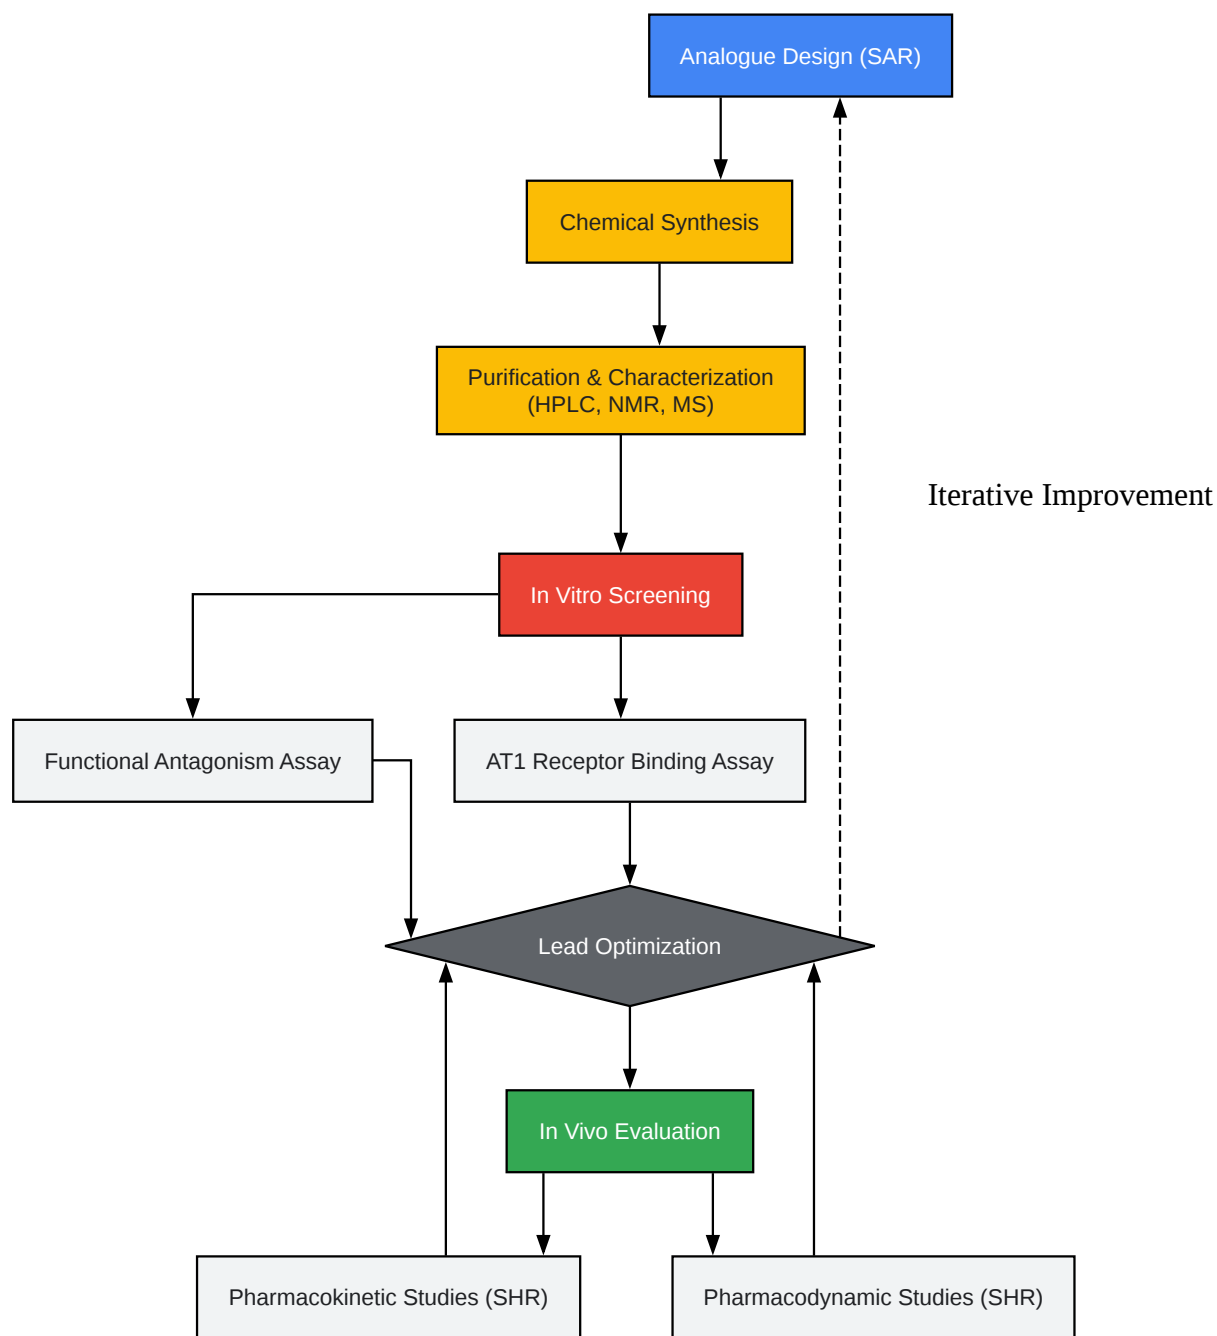 Analogue Design (SAR)
Chemical Synthesis
Purification & Characterization
(HPLC, NMR, MS)
Iterative Improvement
In Vitro Screening
Functional Antagonism Assay
AT1 Receptor Binding Assay
Lead Optimization
In Vivo Evaluation
Pharmacokinetic Studies (SHR)
Pharmacodynamic Studies (SHR)